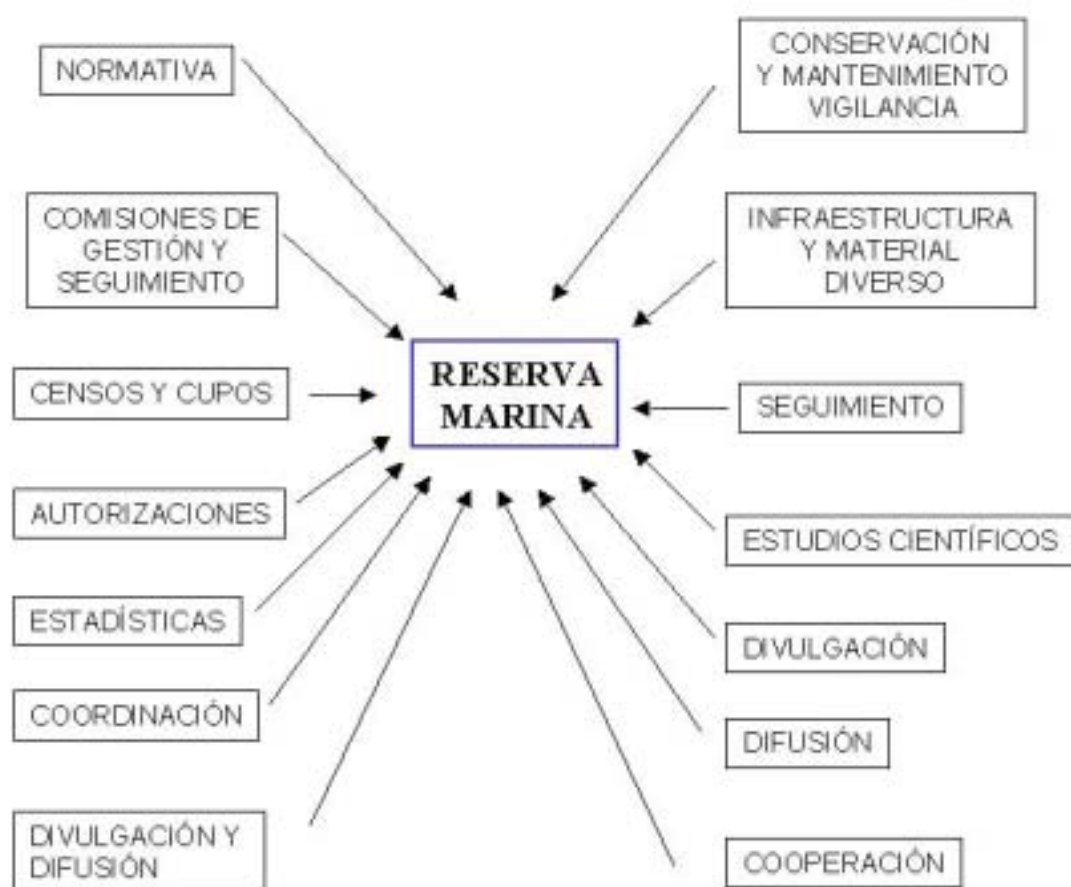 NORMATIVA
COMISIONES DE
GESTIÓN Y
SEGUIMIENTO
CENSOS Y CUPOS
AUTORIZACIONES
ESTADÍSTICAS
COORDINACIÓN
DIVULGACIÓN Y
DIFUSIÓN
RESERVA
MARINA
CONSERVACIÓN
Y MANTENIMIENTO
VIGILANCIA
INFRAESTRUCTURA
Y MATERIAL
DIVERSO
SEGUIMIENTO
ESTUDIOS CIENTÍFICOS
DIVULGACIÓN
DIFUSIÓN
COOPERACIÓN